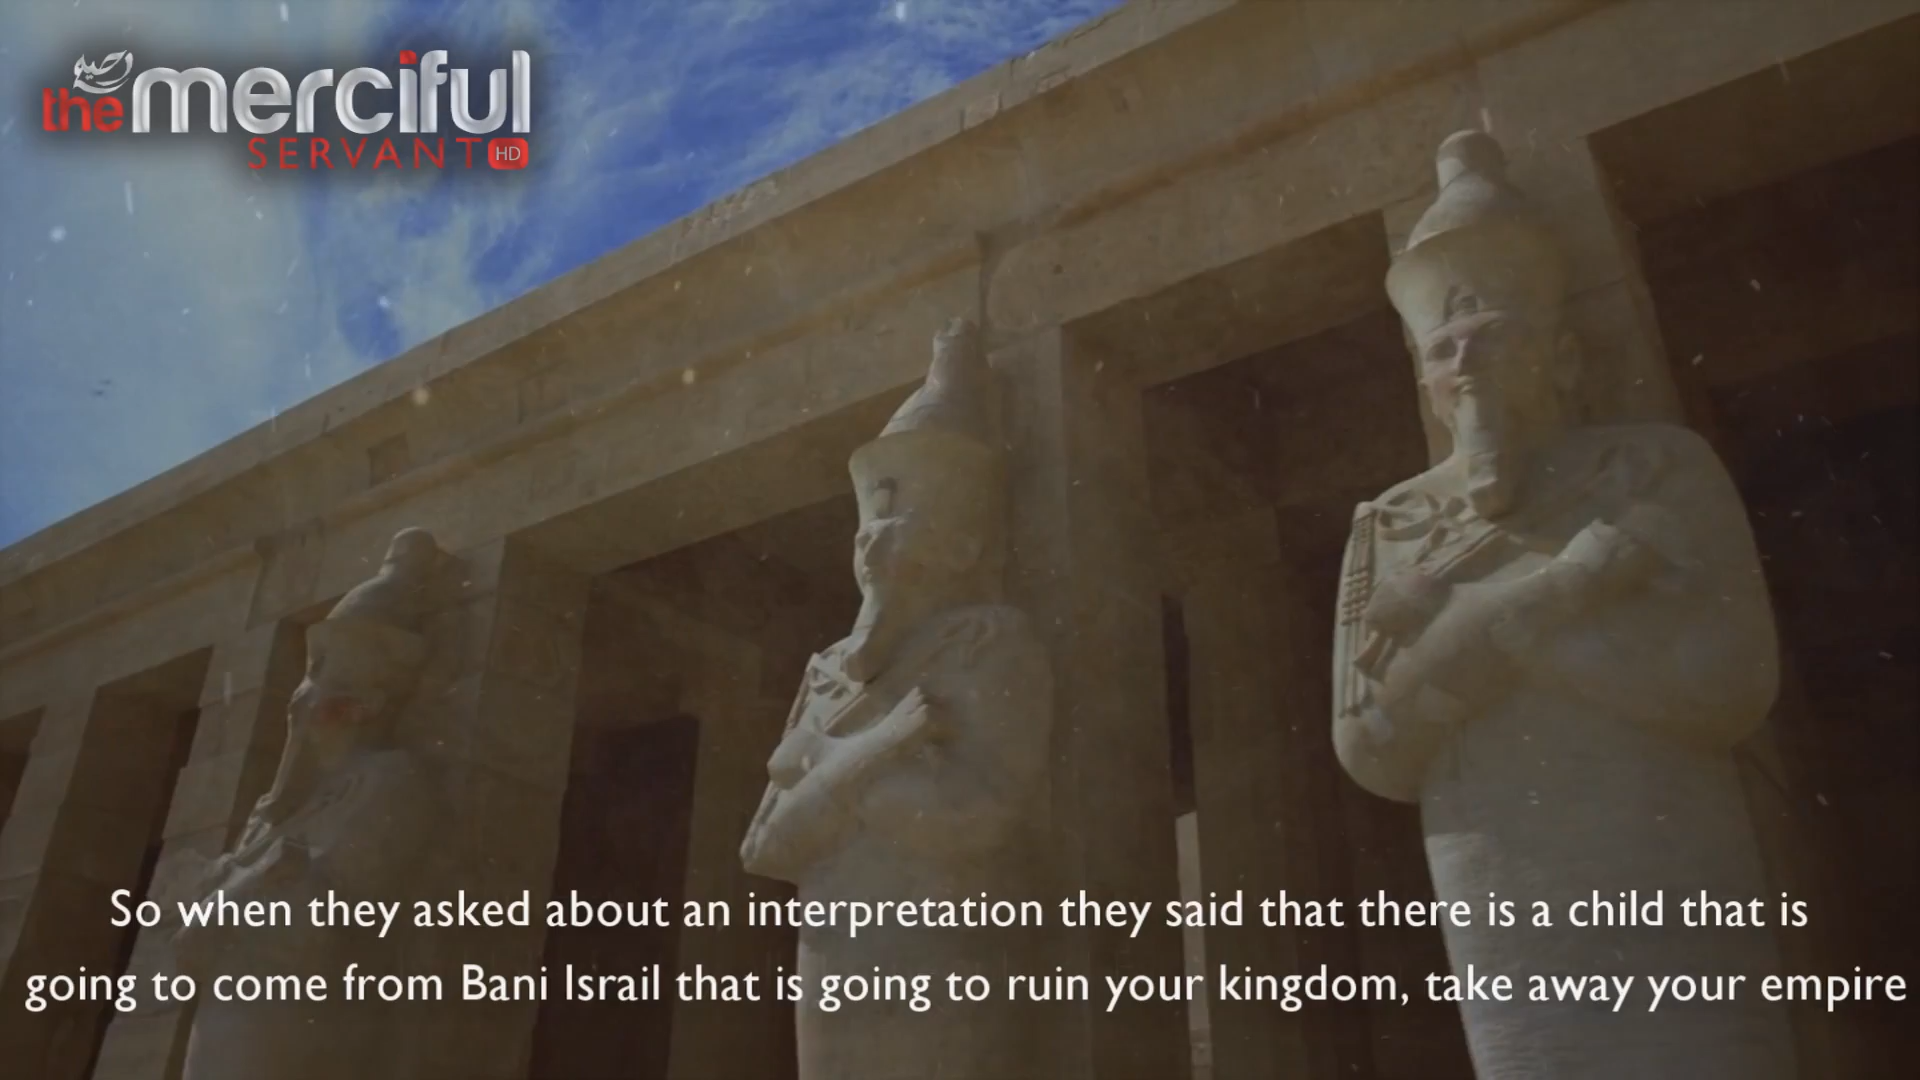 رحيم
the merciful
SERVANT HD
So when they asked about an interpretation they said that there is a child that is
going to come from Bani Israil that is going to ruin your kingdom, take away your empire